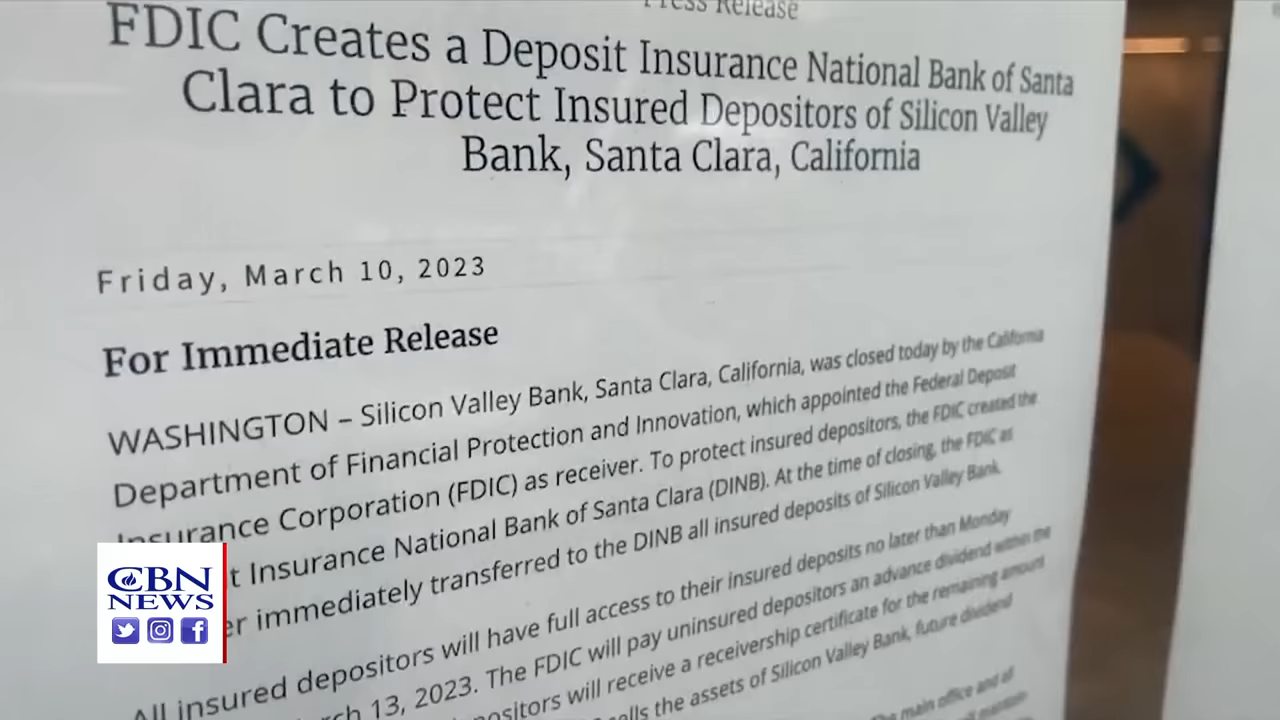 Press Release
FDIC Creates a Deposit Insurance National Bank of Santa
Clara to Protect Insured Depositors of Silicon Valley
Bank, Santa Clara, California
Friday, March 10, 2023
For Immediate Release
WASHINGTON – Silicon Valley Bank, Santa Clara, California, was closed today by the California
Department of Financial Protection and Innovation, which appointed the Federal Deposit
Insurance Corporation (FDIC) as receiver. To protect insured depositors, the FDIC created the
t Insurance National Bank of Santa Clara (DINB). At the time of closing, the FDIC as
er immediately transferred to the DINB all insured deposits of Silicon Valley Bank.
All insured depositors will have full access to their insured deposits no later than Monday
rch 13, 2023. The FDIC will pay uninsured depositors an advance dividend within the
positors will receive a receivership certificate for the remaining amount
ells the assets of Silicon Valley Bank, future dividend
main office and all
CBN
NEWS